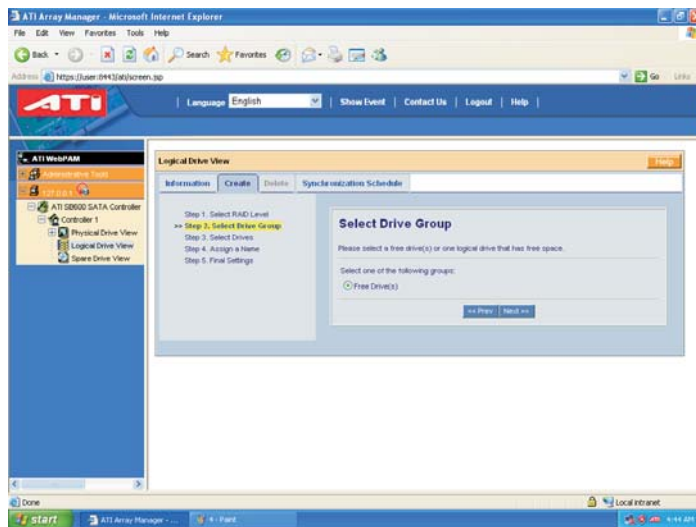 ATI Array Manager - Microsoft Internet Explorer
File Edit View Favorites Tools Help
Back Search Favorites
Address https://user:8443/ati/screen.jsp Go Links
ATI
Language English Show Event Contact Us Logout Help
ATI WebPAM
Administrative Tools
127.0.0.1
ATI SB600 SATA Controller
Controller 1
Physical Drive View
Logical Drive View
Spare Drive View
Logical Drive View Help
Information Create Delete Synchronization Schedule
Step 1. Select RAID Level
>> Step 2. Select Drive Group
Step 3. Select Drives
Step 4. Assign a Name
Step 5. Final Settings
Select Drive Group
Please select a free drive(s) or one logical drive that has free space.
Select one of the following groups:
Free Drive(s)
<< Prev Next >>
Done Local intranet
start ATI Array Manager - ... 4 - Paint